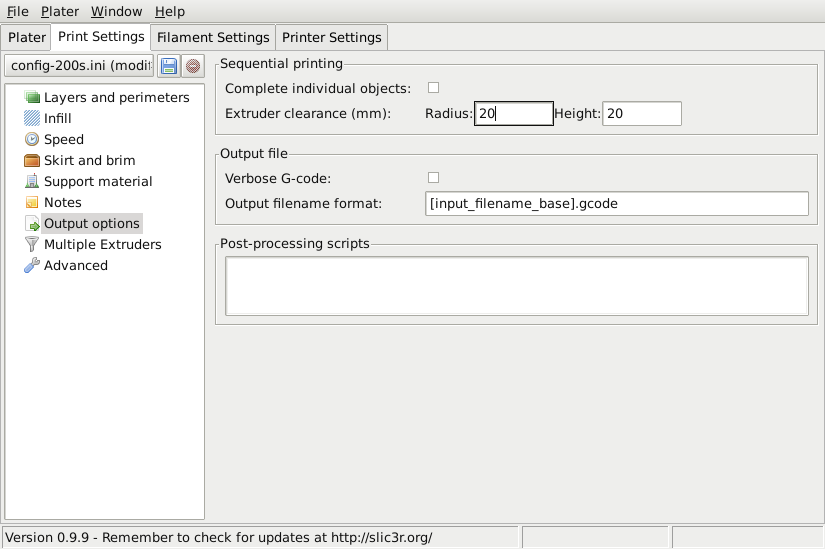 File Plater Window Help
Plater Print Settings Filament Settings Printer Settings
config-200s.ini (modif
Layers and perimeters
Infill
Speed
Skirt and brim
Support material
Notes
Output options
Multiple Extruders
Advanced
Sequential printing
Complete individual objects:
Extruder clearance (mm): Radius: 20 Height: 20
Output file
Verbose G-code:
Output filename format: [input_filename_base].gcode
Post-processing scripts
Version 0.9.9 - Remember to check for updates at http://slic3r.org/